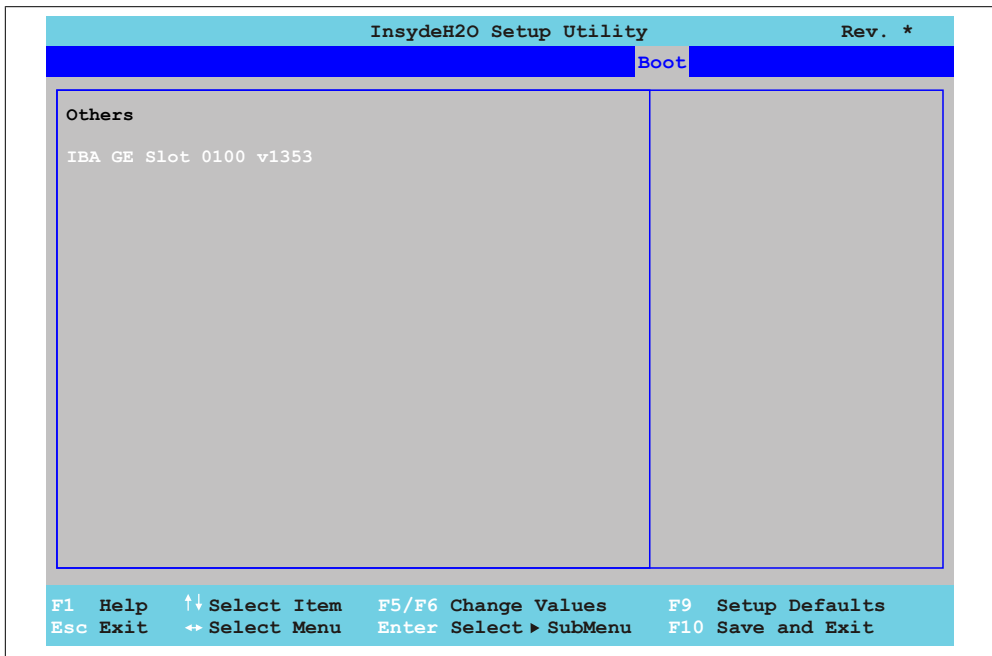 InsydeH2O Setup Utility Rev. *
Boot
Others
IBA GE Slot 0100 v1353
F1 Help ↑↓ Select Item F5/F6 Change Values F9 Setup Defaults
Esc Exit ↔ Select Menu Enter Select ▶ SubMenu F10 Save and Exit